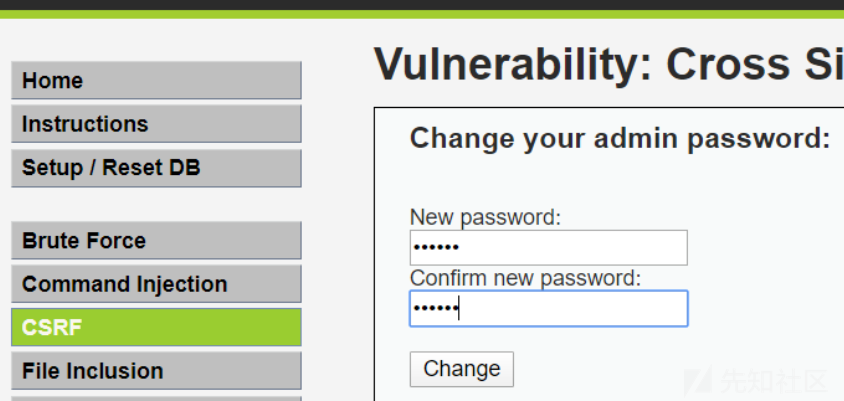 Home
Instructions
Setup / Reset DB
Brute Force
Command Injection
CSRF
File Inclusion
Vulnerability: Cross Si
Change your admin password:
New password:
••••••
Confirm new password:
••••••
Change
先知社区